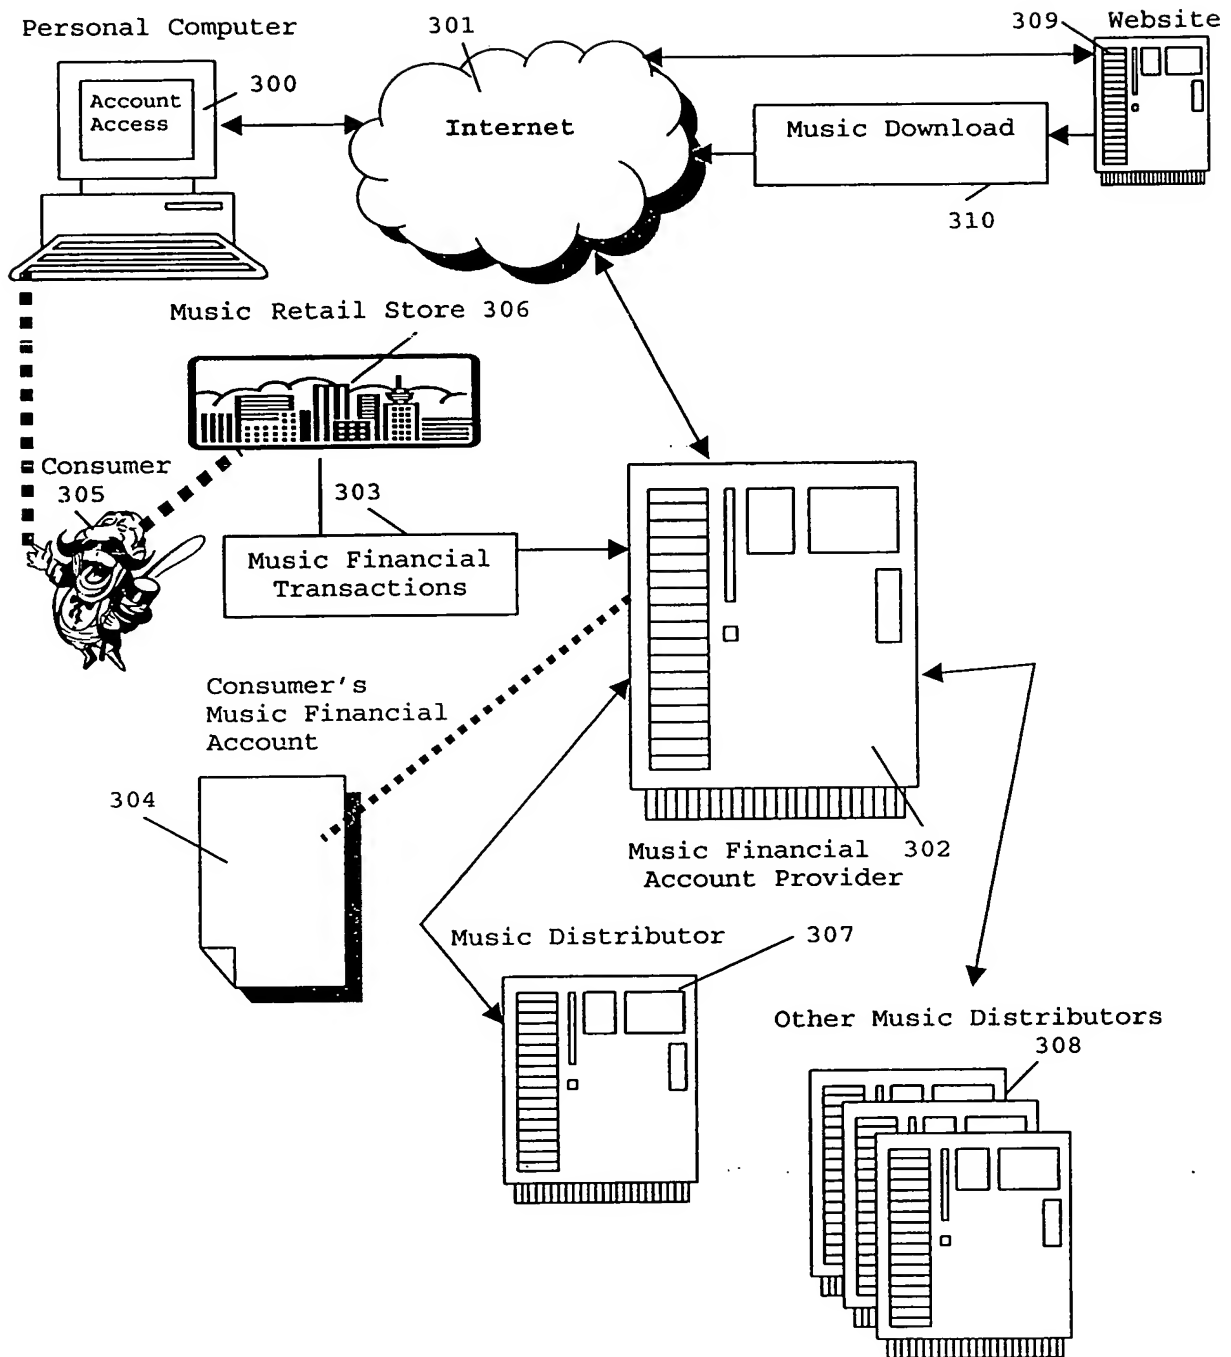 Personal Computer
301
309
Website
300
Account
Access
Internet
Music Download
310
Music Retail Store 306
Consumer
305
303
Music Financial
Transactions
Consumer's
Music Financial
Account
304
Music Financial 302
Account Provider
Music Distributor
307
Other Music Distributors
308